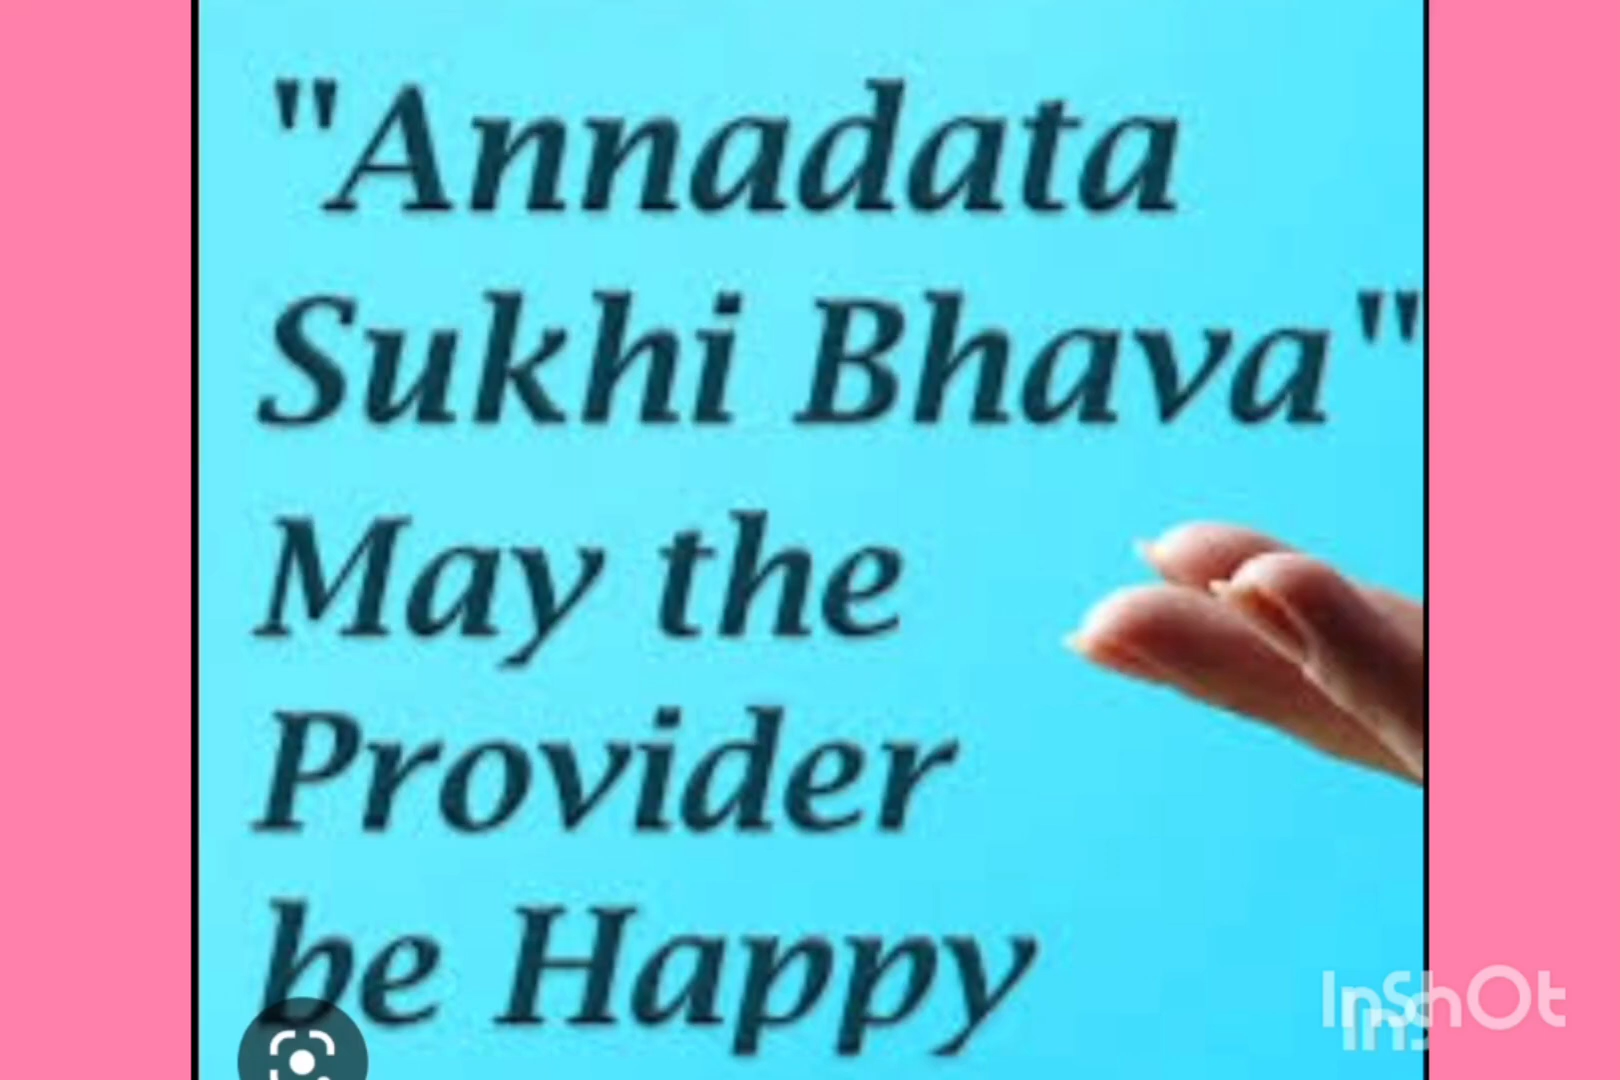 "Annadata
Sukhi Bhava"
May the
Provider
be Happy
InShOt